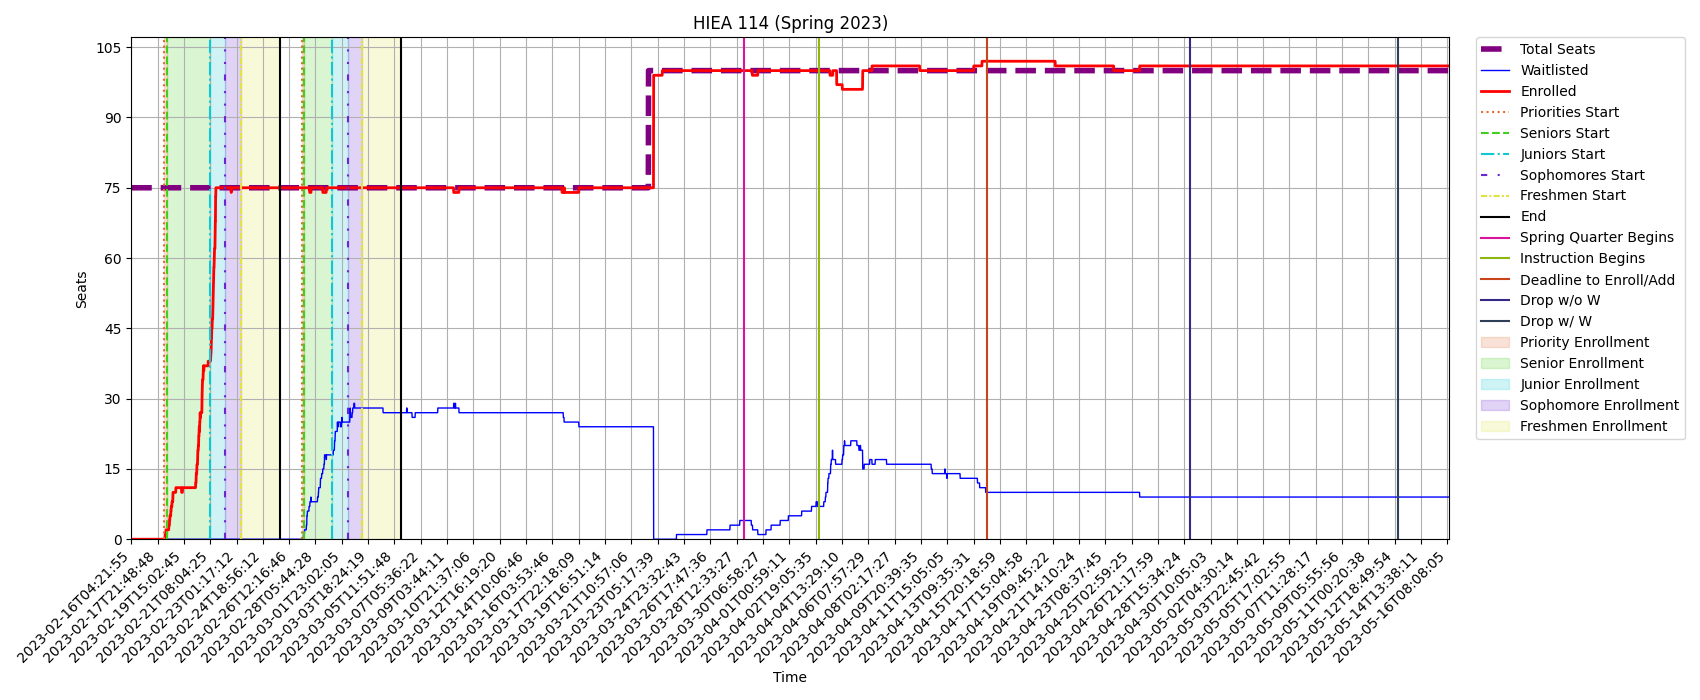 HIEA 114 (Spring 2023)
105
90
75
60
45
30
15
0
Seats
2023-02-16T04:21:55
2023-02-17T21:48:48
2023-02-19T15:02:45
2023-02-21T08:04:25
2023-02-23T01:17:12
2023-02-24T18:56:12
2023-02-26T12:16:46
2023-02-28T05:44:28
2023-03-01T23:02:05
2023-03-03T18:24:19
2023-03-05T11:51:48
2023-03-07T05:36:22
2023-03-09T03:44:11
2023-03-10T21:37:06
2023-03-12T16:19:20
2023-03-14T10:06:46
2023-03-16T03:53:46
2023-03-17T22:18:09
2023-03-19T16:51:14
2023-03-21T10:57:06
2023-03-23T05:17:39
2023-03-24T23:32:43
2023-03-26T17:47:36
2023-03-28T12:33:27
2023-03-30T06:58:27
2023-04-01T00:59:11
2023-04-02T19:05:35
2023-04-04T13:29:10
2023-04-06T07:57:29
2023-04-08T02:17:27
2023-04-09T20:39:35
2023-04-11T15:05:05
2023-04-13T09:35:31
2023-04-15T20:18:59
2023-04-17T15:04:58
2023-04-19T09:45:22
2023-04-21T14:10:24
2023-04-23T08:37:45
2023-04-25T02:59:25
2023-04-26T21:17:59
2023-04-28T15:34:24
2023-04-30T10:05:03
2023-05-02T04:30:14
2023-05-03T22:45:42
2023-05-05T17:02:55
2023-05-07T11:28:17
2023-05-09T05:55:56
2023-05-11T00:20:38
2023-05-12T18:49:54
2023-05-14T13:38:11
2023-05-16T08:08:05
Time
Total Seats
Waitlisted
Enrolled
Priorities Start
Seniors Start
Juniors Start
Sophomores Start
Freshmen Start
End
Spring Quarter Begins
Instruction Begins
Deadline to Enroll/Add
Drop w/o W
Drop w/ W
Priority Enrollment
Senior Enrollment
Junior Enrollment
Sophomore Enrollment
Freshmen Enrollment